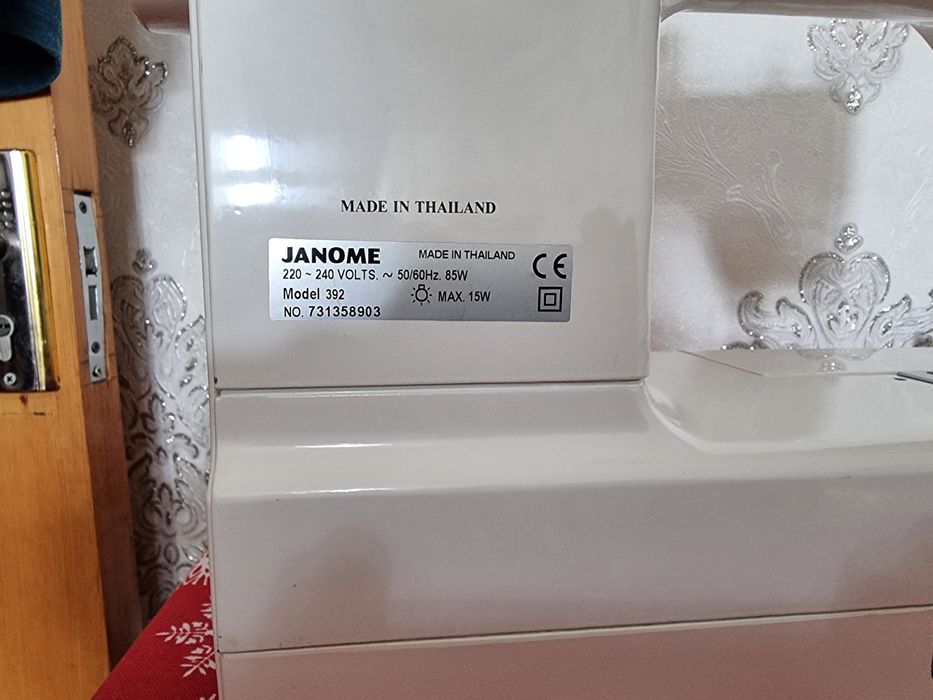 MADE IN THAILAND
JANOME MADE IN THAILAND
220 ~ 240 VOLTS. ~ 50/60Hz. 85W
Model 392 MAX. 15W
NO. 731358903
CE